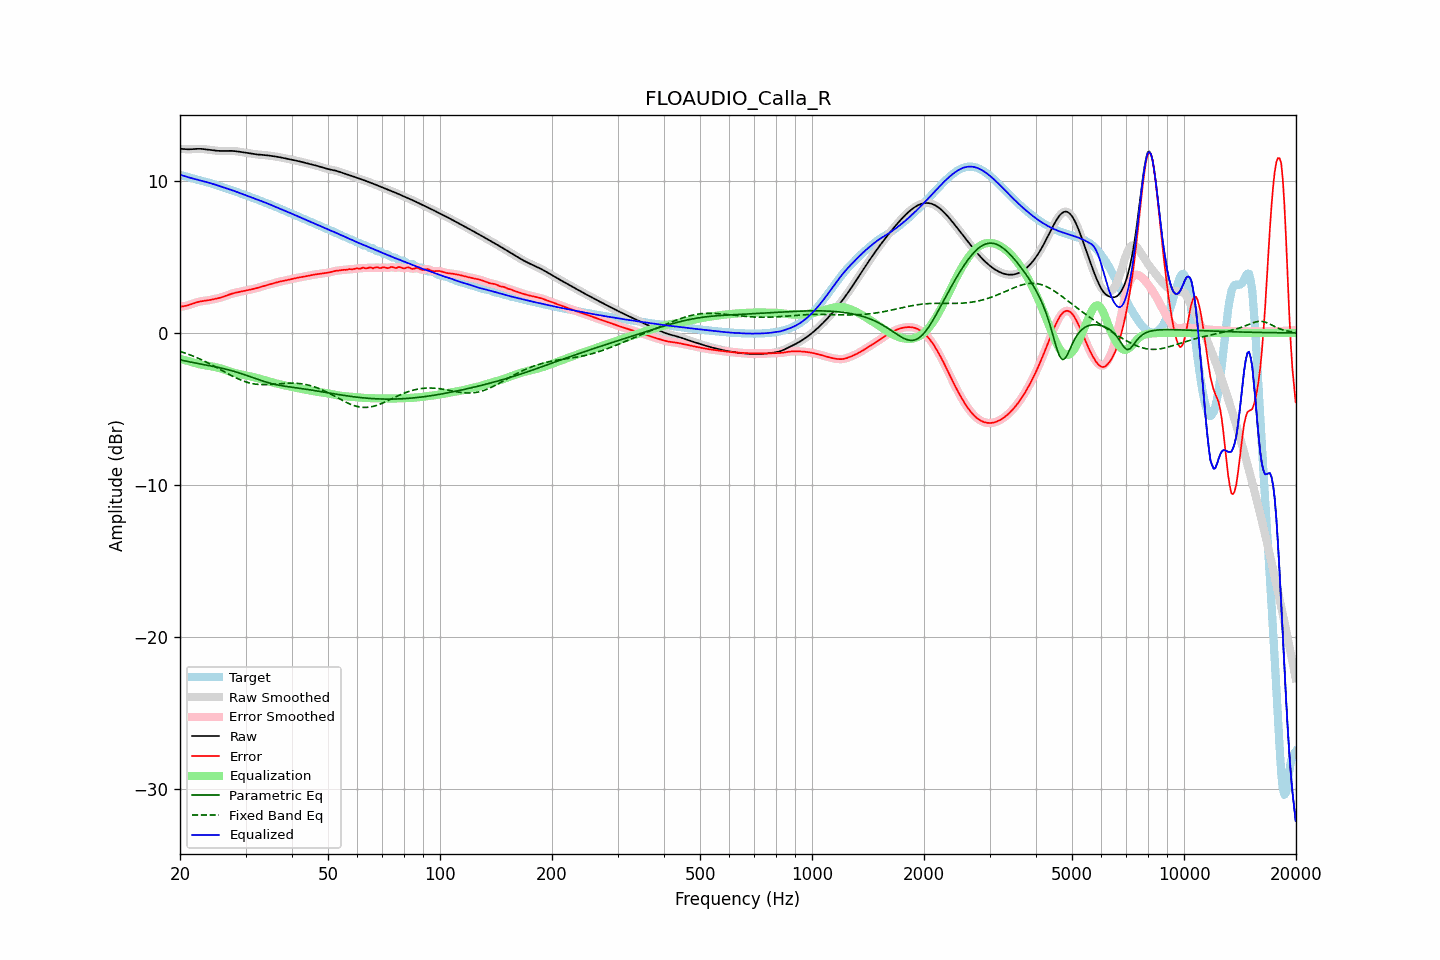 FLOAUDIO_Calla_R
Amplitude (dBr)
10
0
−10
−20
−30
Target
Raw Smoothed
Error Smoothed
Raw
Error
Equalization
Parametric Eq
Fixed Band Eq
Equalized
20 50 100 200 500 1000 2000 5000 10000 20000
Frequency (Hz)